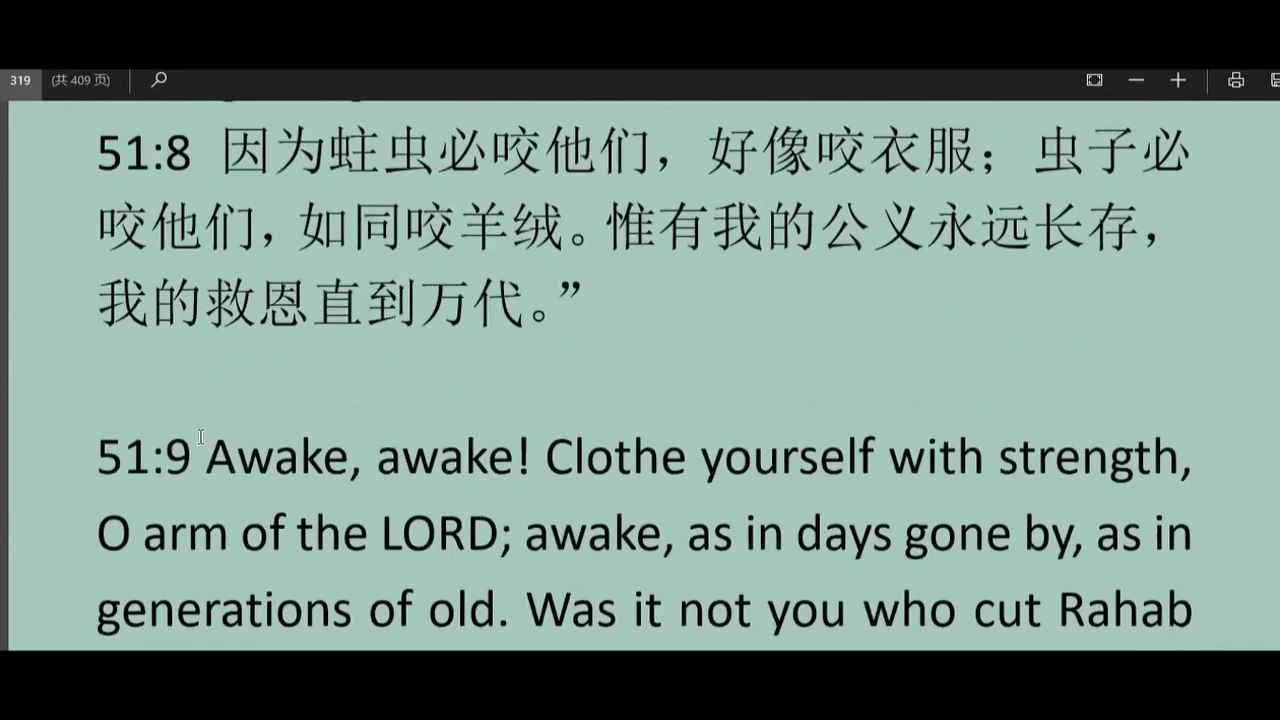 319 (共 409 页)
51:8 因为蛀虫必咬他们，好像咬衣服；虫子必
咬他们，如同咬羊绒。惟有我的公义永远长存，
我的救恩直到万代。”
51:9 Awake, awake! Clothe yourself with strength,
O arm of the LORD; awake, as in days gone by, as in
generations of old. Was it not you who cut Rahab